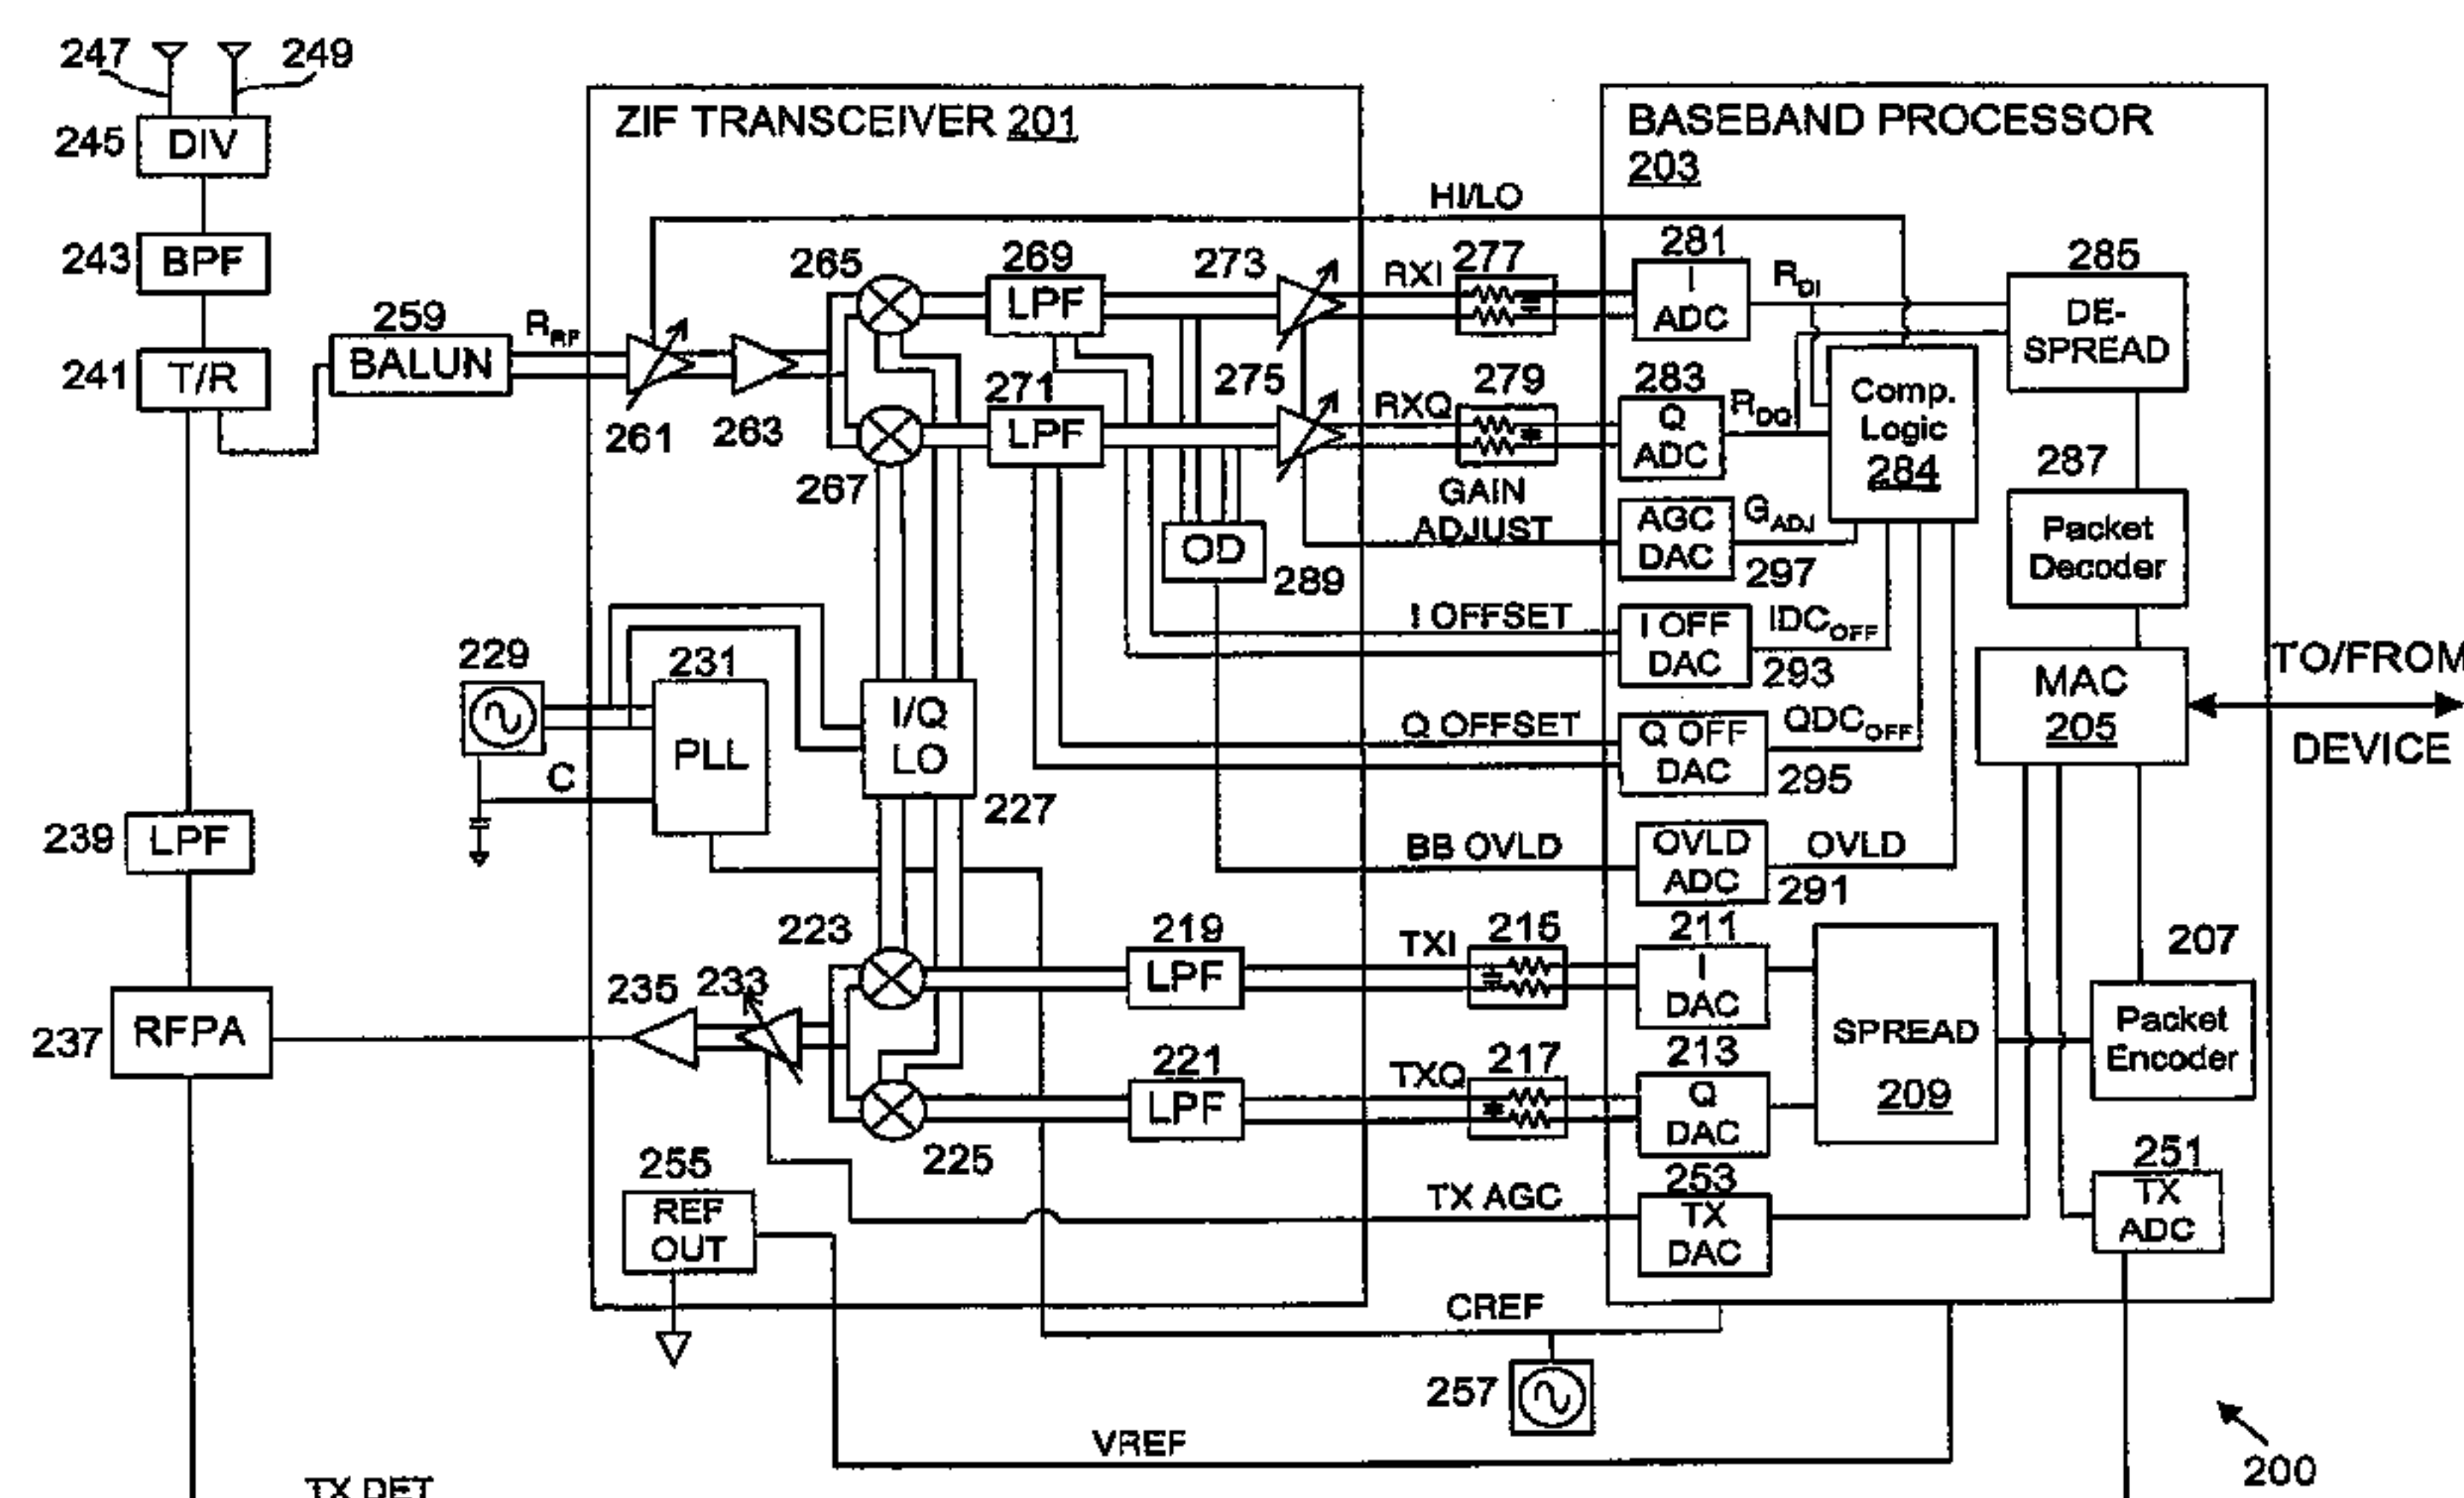 247
249
245
DIV
243
BPF
241
T/R
259
BALUN
R_RF
ZIF TRANSCEIVER 201
261
263
265
267
269
LPF
271
LPF
273
275
OD
289
HI/LO
RXI
277
RXQ
279
GAIN
ADJUST
I OFFSET
Q OFFSET
BB OVLD
BASEBAND PROCESSOR
203
281
I
ADC
R_DI
283
Q
ADC
R_DQ
AGC
DAC
G_ADJ
297
I OFF
DAC
IDC_OFF
293
Q OFF
DAC
QDC_OFF
295
OVLD
ADC
OVLD
291
Comp.
Logic
284
285
DE-
SPREAD
287
Packet
Decoder
MAC
205
TO/FROM
DEVICE
229
C
231
PLL
I/Q
LO
227
239
LPF
237
RFPA
235
233
223
225
219
LPF
221
LPF
TXI
215
TXQ
217
211
I
DAC
213
Q
DAC
SPREAD
209
207
Packet
Encoder
251
TX
ADC
253
TX
DAC
TX AGC
255
REF
OUT
CREF
257
VREF
200
TX DET